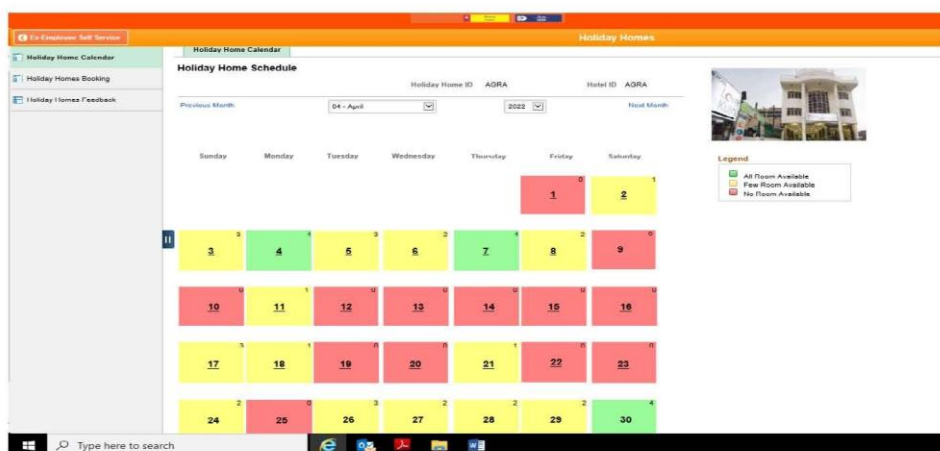 Ex-Employee Self Service
Holiday Homes
Holiday Home Calendar
Holiday Homes Booking
Holiday Homes Feedback
Holiday Home Calendar
Holiday Home Schedule
Holiday Home ID AGRA Hotel ID AGRA
Previous Month 04 - April 2022 Next Month
Sunday Monday Tuesday Wednesday Thursday Friday Saturday
0 1
1 2
3 4 3 2 4 2 0
3 4 5 6 7 8 9
0 1 0 0 0 0 0
10 11 12 13 14 15 16
3 1 0 0 1 0 0
17 18 19 20 21 22 23
2 0 3 2 2 2 4
24 25 26 27 28 29 30
Legend
All Room Available
Few Room Available
No Room Available
Type here to search